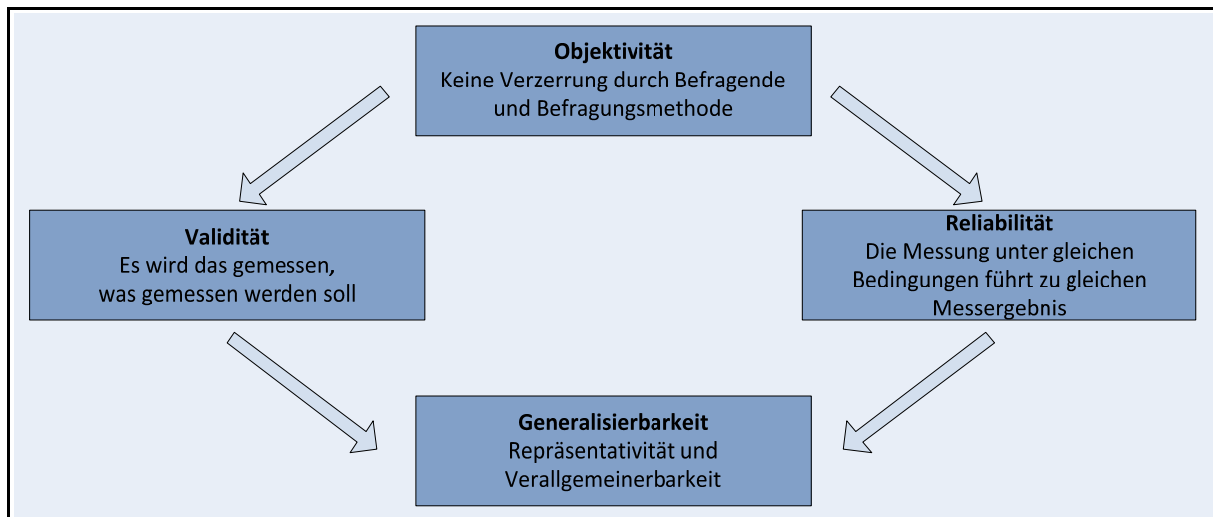 Objektivität
Keine Verzerrung durch Befragende
und Befragungsmethode
Validität
Es wird das gemessen,
was gemessen werden soll
Reliabilität
Die Messung unter gleichen
Bedingungen führt zu gleichen
Messergebnis
Generalisierbarkeit
Repräsentativität und
Verallgemeinerbarkeit